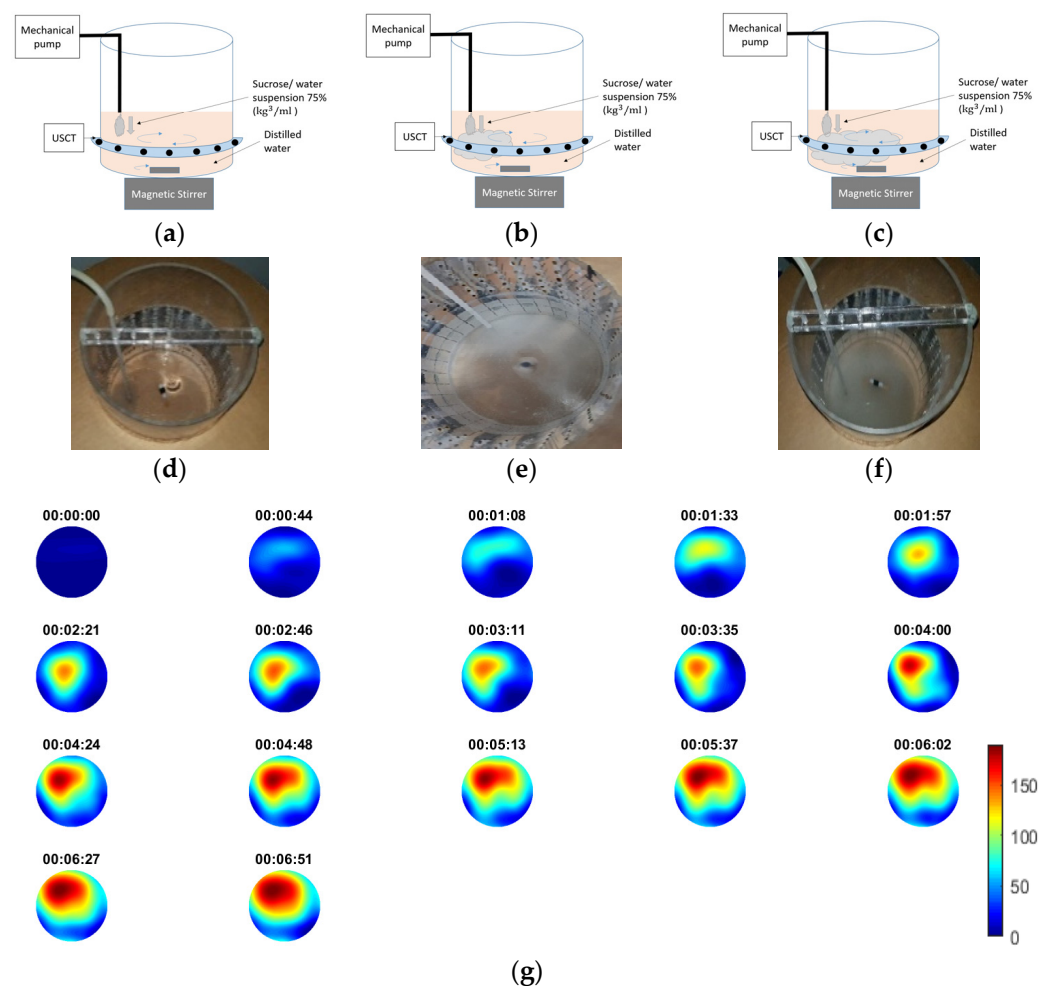 Mechanical
pump
Sucrose/ water
suspension 75%
(kg³/ml )
USCT
Distilled
water
Magnetic Stirrer
(a)
Mechanical
pump
Sucrose/ water
suspension 75%
(kg³/ml )
USCT
Distilled
water
Magnetic Stirrer
(b)
Mechanical
pump
Sucrose/ water
suspension 75%
(kg³/ml )
USCT
Distilled
water
Magnetic Stirrer
(c)
(d)
(e)
(f)
00:00:00 00:00:44 00:01:08 00:01:33 00:01:57
00:02:21 00:02:46 00:03:11 00:03:35 00:04:00
00:04:24 00:04:48 00:05:13 00:05:37 00:06:02
150
100
50
0
00:06:27 00:06:51
(g)